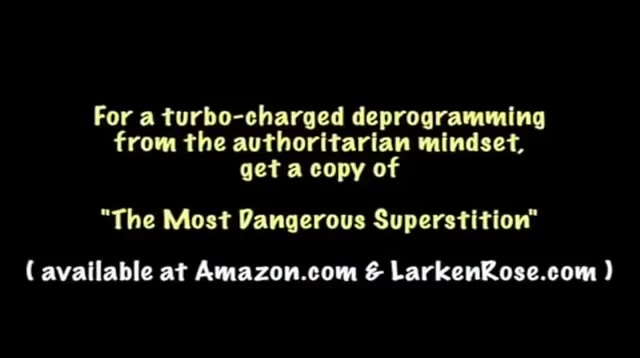 For a turbo-charged deprogramming
from the authoritarian mindset,
get a copy of
"The Most Dangerous Superstition"
( available at Amazon.com & LarkenRose.com )